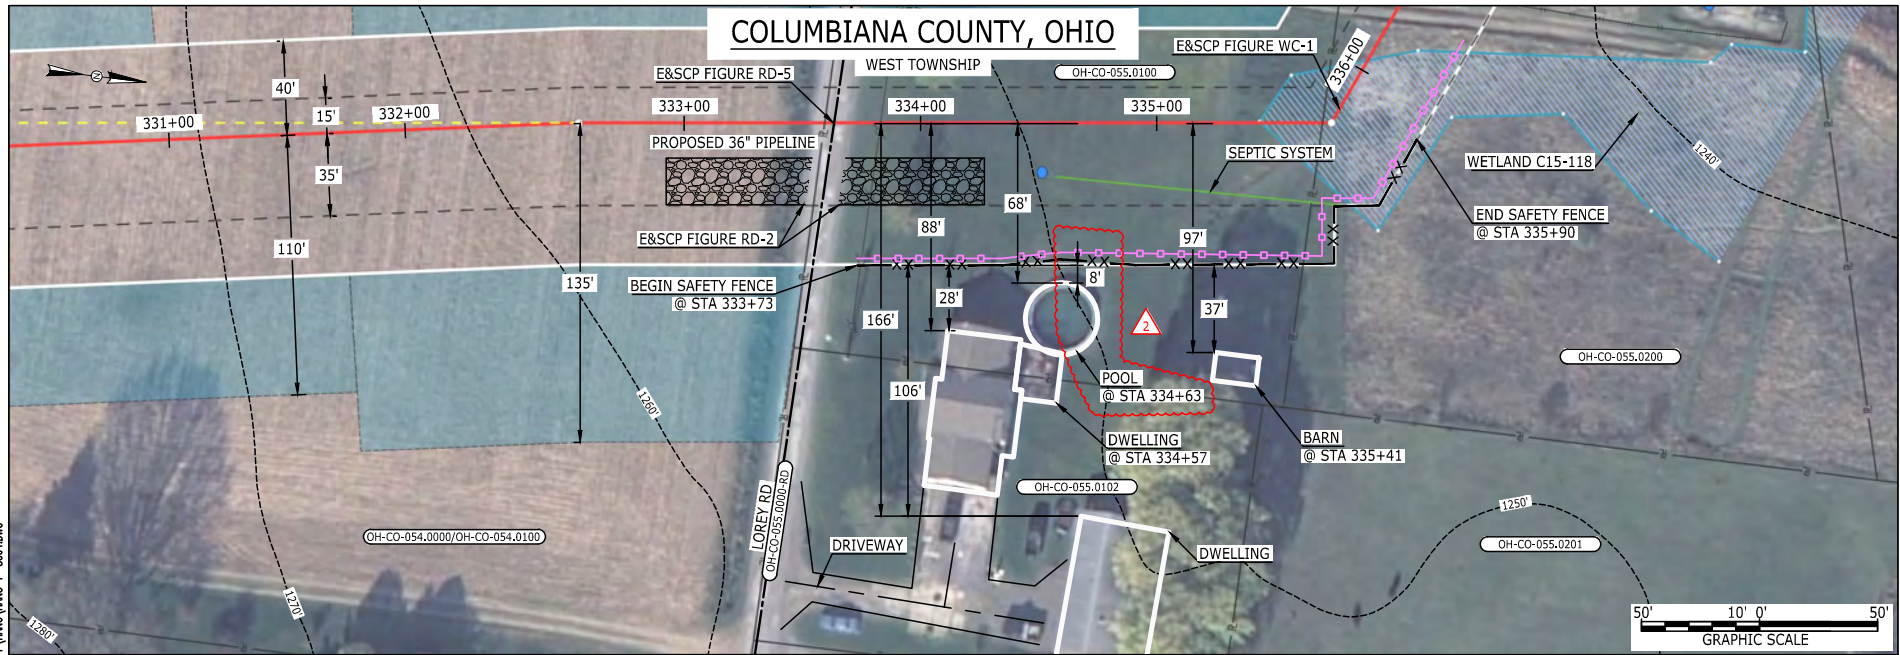 COLUMBIANA COUNTY, OHIO
WEST TOWNSHIP
E&SCP FIGURE WC-1
OH-CO-055.0100
336+00
E&SCP FIGURE RD-5
N
40'
15'
331+00
332+00
333+00
334+00
335+00
PROPOSED 36" PIPELINE
SEPTIC SYSTEM
WETLAND C15-118
1240'
35'
68'
88'
97'
END SAFETY FENCE
@ STA 335+90
E&SCP FIGURE RD-2
110'
135'
BEGIN SAFETY FENCE
@ STA 333+73
8'
28'
37'
166'
2
OH-CO-055.0200
106'
POOL
@ STA 334+63
1260'
DWELLING
@ STA 334+57
BARN
@ STA 335+41
OH-CO-055.0102
LOREY RD
OH-CO-055.0000-RD
1250'
OH-CO-054.0000/OH-CO-054.0100
DRIVEWAY
DWELLING
OH-CO-055.0201
1270'
1280'
50' 10' 0' 50'
GRAPHIC SCALE